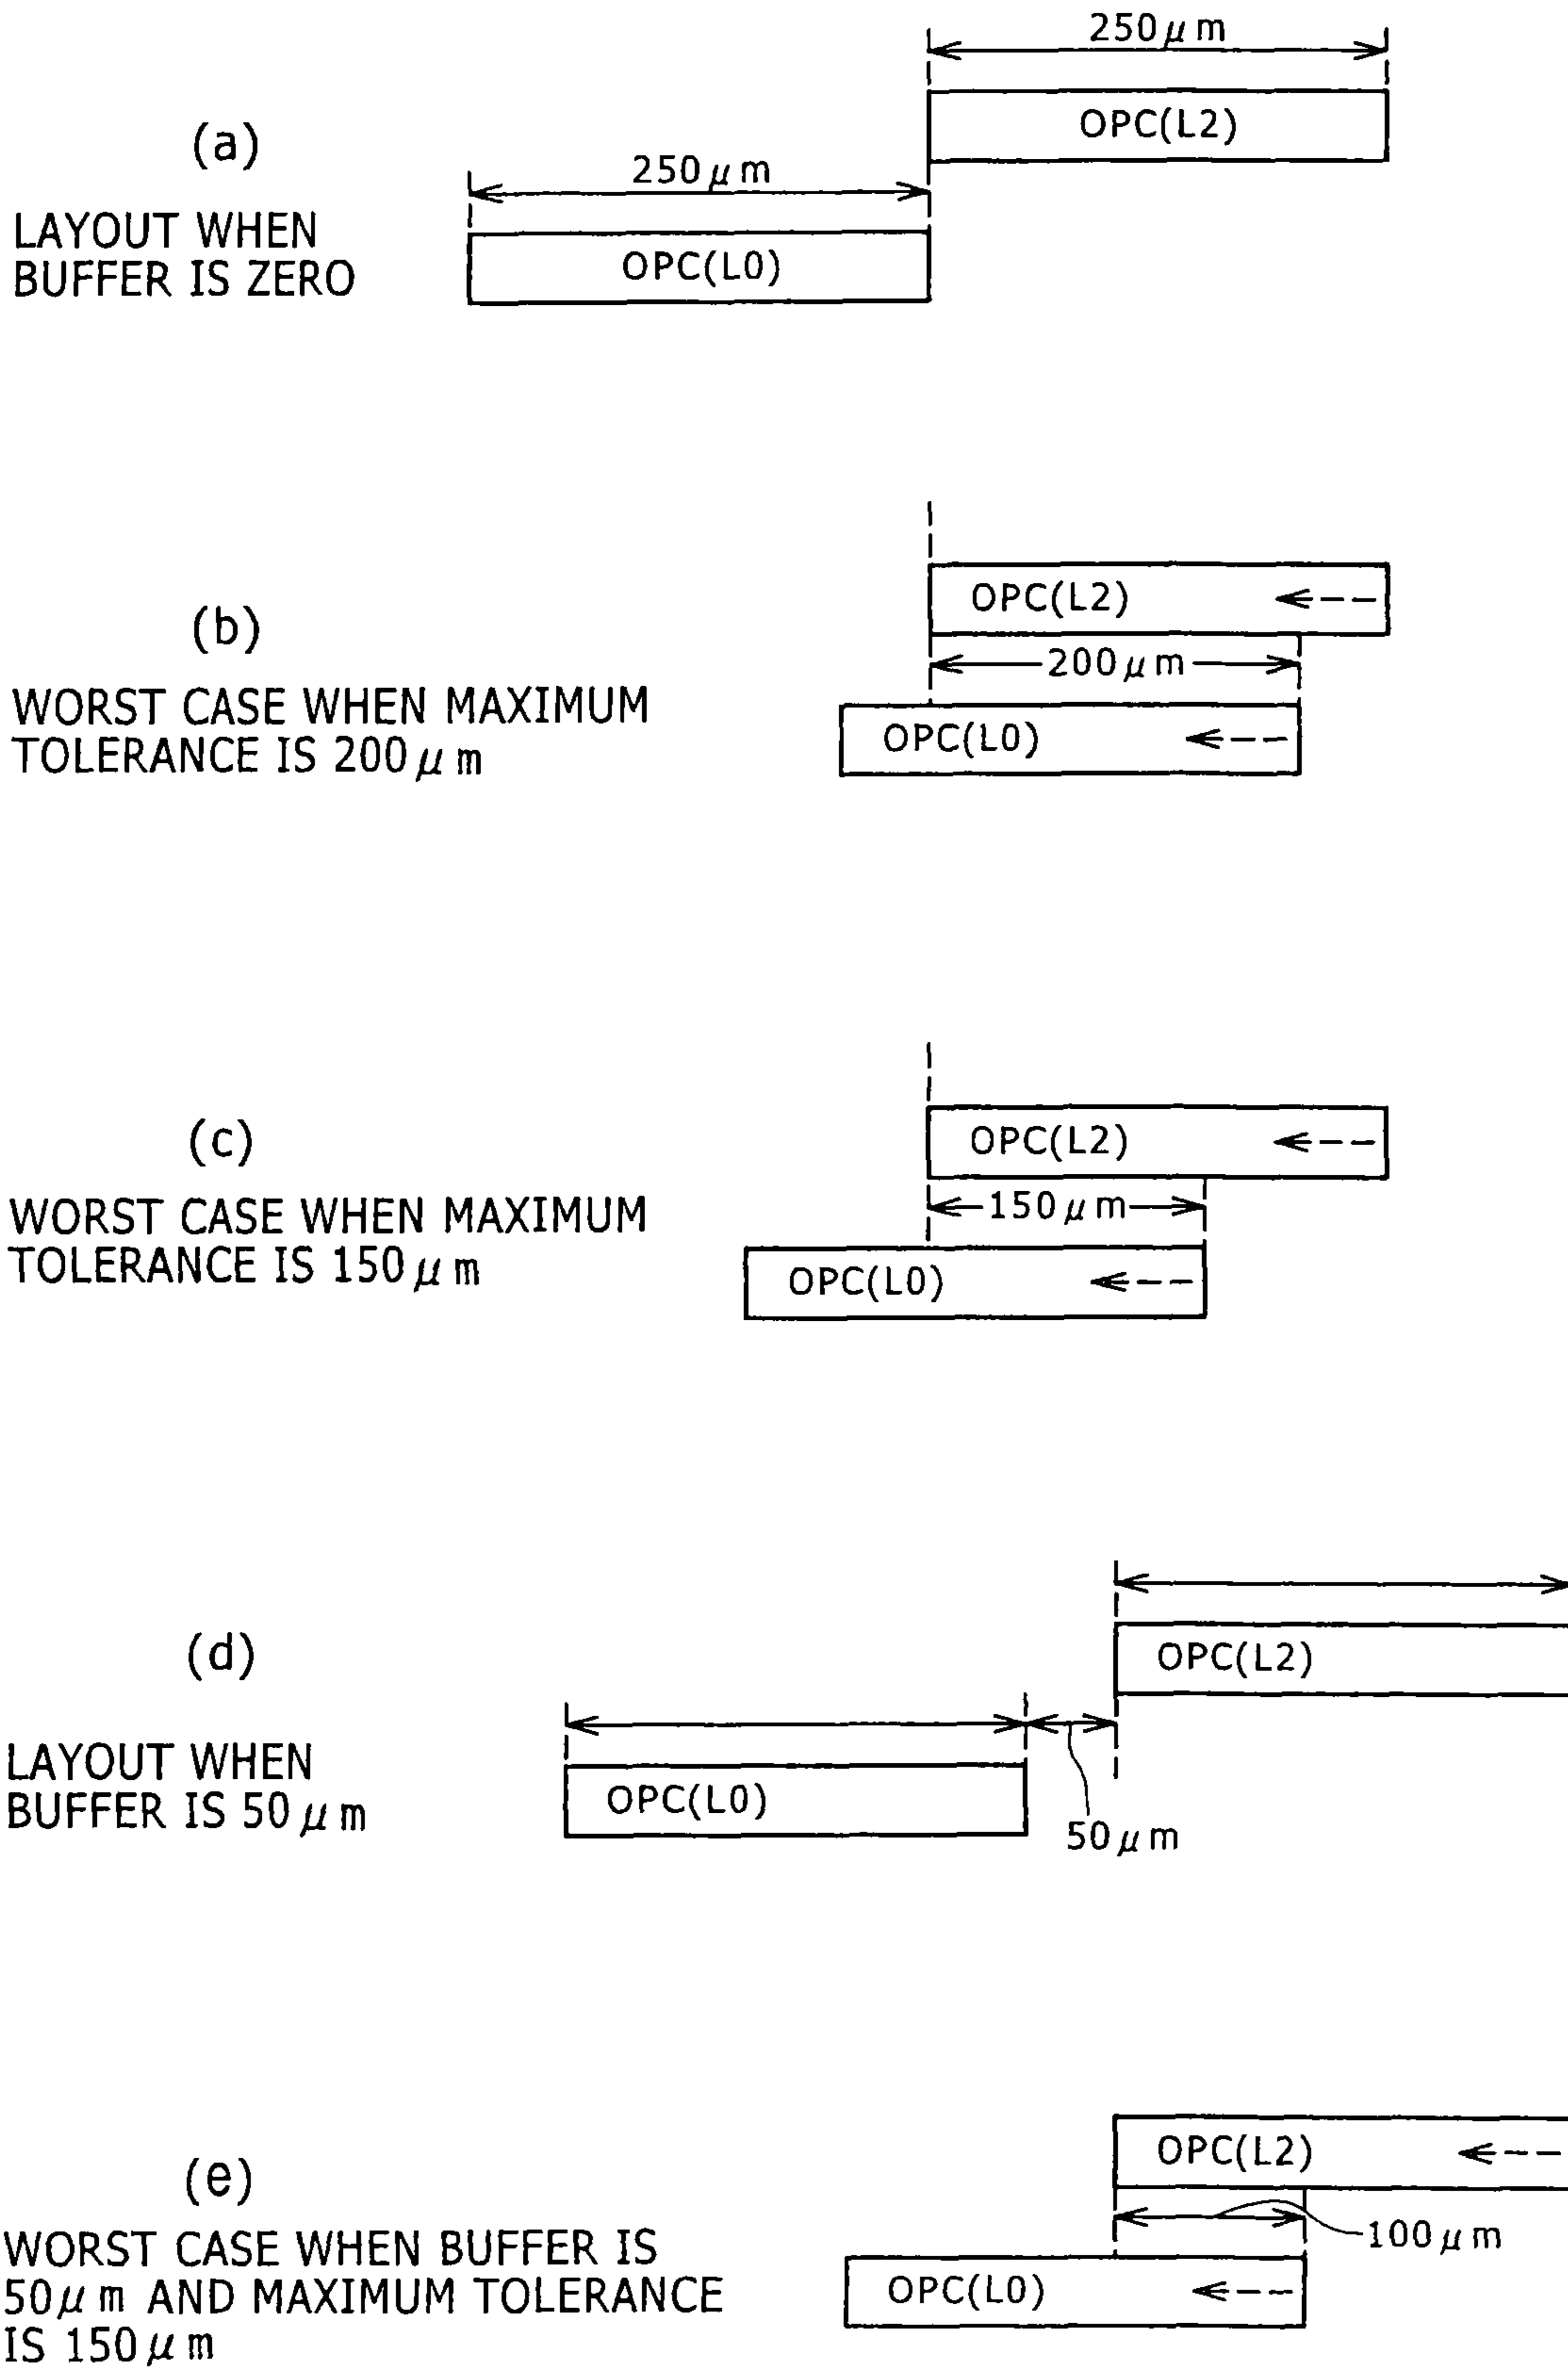 250μm
OPC(L2)
(a)
250μm
LAYOUT WHEN
BUFFER IS ZERO
OPC(L0)
OPC(L2)
(b)
200μm
WORST CASE WHEN MAXIMUM
TOLERANCE IS 200μm
OPC(L0)
OPC(L2)
(c)
150μm
WORST CASE WHEN MAXIMUM
TOLERANCE IS 150μm
OPC(L0)
(d)
OPC(L2)
LAYOUT WHEN
BUFFER IS 50μm
OPC(L0)
50μm
OPC(L2)
(e)
100μm
WORST CASE WHEN BUFFER IS
50μm AND MAXIMUM TOLERANCE
IS 150μm
OPC(L0)